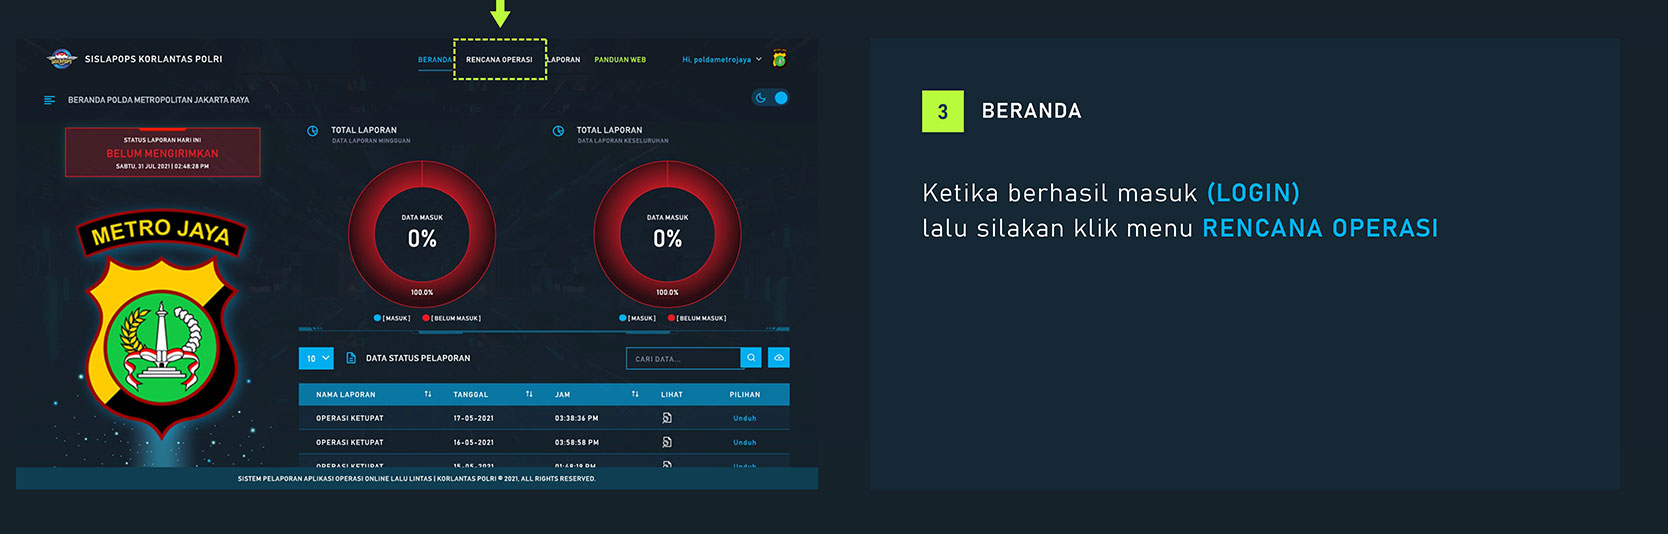 SISLAPOPS KORLANTAS POLRI
BERANDA
RENCANA OPERASI
LAPORAN
PANDUAN WEB
Hi, poldametrojaya
BERANDA POLDA METROPOLITAN JAKARTA RAYA
STATUS LAPORAN HARI INI
BELUM MENGIRIMKAN
SABTU, 31 JUL 2021 | 02:48:28 PM
METRO JAYA
TOTAL LAPORAN
DATA LAPORAN MINGGUAN
DATA MASUK
0%
100.0%
[ MASUK ] [ BELUM MASUK ]
TOTAL LAPORAN
DATA LAPORAN KESELURUHAN
DATA MASUK
0%
100.0%
[ MASUK ] [ BELUM MASUK ]
10 DATA STATUS PELAPORAN CARI DATA...
NAMA LAPORAN TANGGAL JAM LIHAT PILIHAN
OPERASI KETUPAT 17-05-2021 03:38:36 PM Unduh
OPERASI KETUPAT 16-05-2021 03:58:58 PM Unduh
OPERASI KETUPAT 15-05-2021 01:48:19 PM Unduh
SISTEM PELAPORAN APLIKASI OPERASI ONLINE LALU LINTAS | KORLANTAS POLRI © 2021, ALL RIGHTS RESERVED.
3 BERANDA
Ketika berhasil masuk (LOGIN)
lalu silakan klik menu RENCANA OPERASI